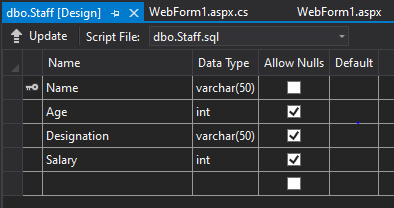 dbo.Staff [Design] WebForm1.aspx.cs WebForm1.aspx
Update Script File: dbo.Staff.sql
Name Data Type Allow Nulls Default
Name varchar(50)
Age int
Designation varchar(50)
Salary int